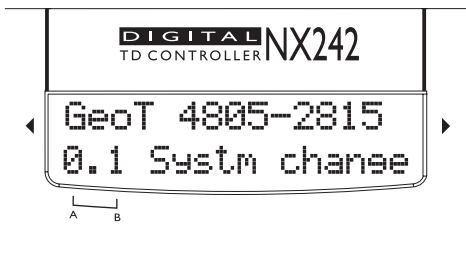 DIGITAL
TD CONTROLLER NX242
GeoT 4805-2815
0.1 Systm change
A B